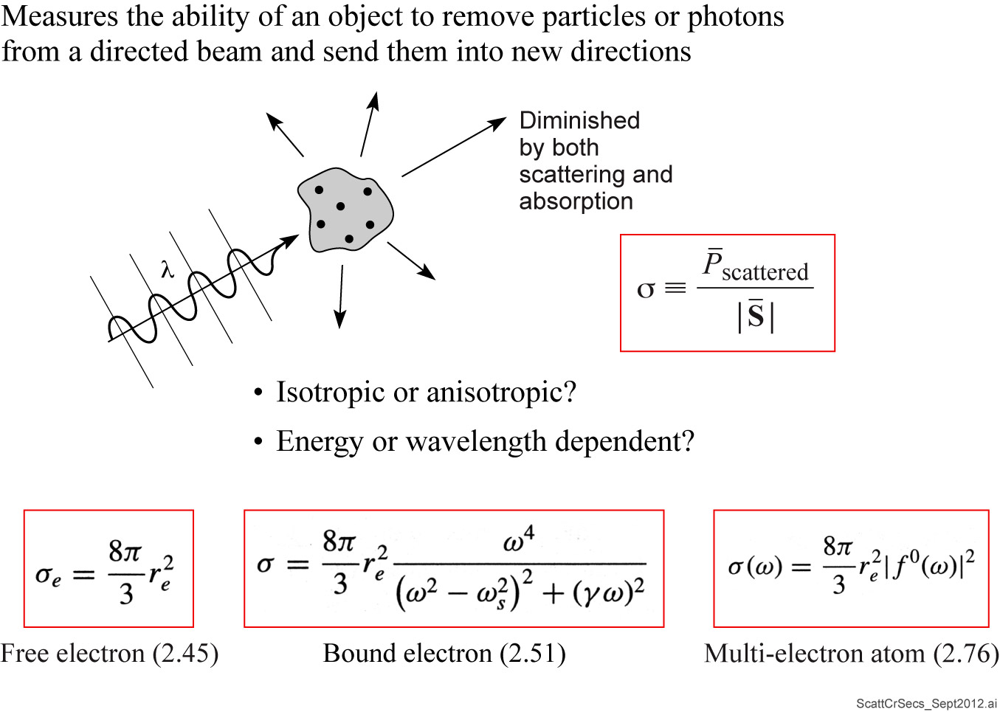 Measures the ability of an object to remove particles or photons
from a directed beam and send them into new directions
Diminished
by both
scattering and
absorption
λ
σ ≡ P̅scattered / |S̅|
• Isotropic or anisotropic?
• Energy or wavelength dependent?
σₑ = 8π/3 rₑ²
σ = 8π/3 rₑ² ω⁴ / ((ω² − ωₛ²)² + (γω)²)
σ(ω) = 8π/3 rₑ²|f⁰(ω)|²
Free electron (2.45)
Bound electron (2.51)
Multi-electron atom (2.76)
ScattCrSecs_Sept2012.ai